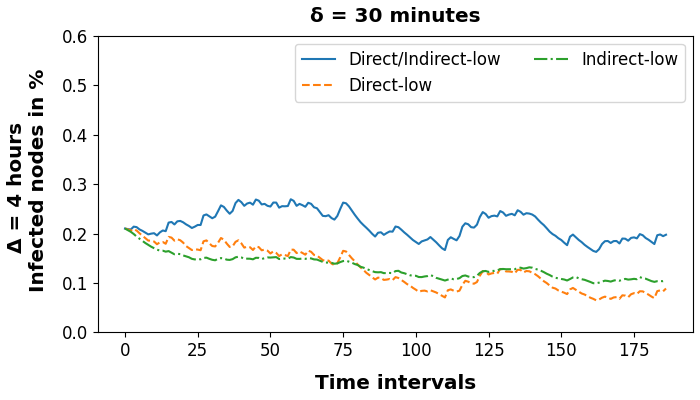 δ = 30 minutes
Δ = 4 hours
Infected nodes in %
0.6
0.5
0.4
0.3
0.2
0.1
0.0
Direct/Indirect-low
Direct-low
Indirect-low
0 25 50 75 100 125 150 175
Time intervals